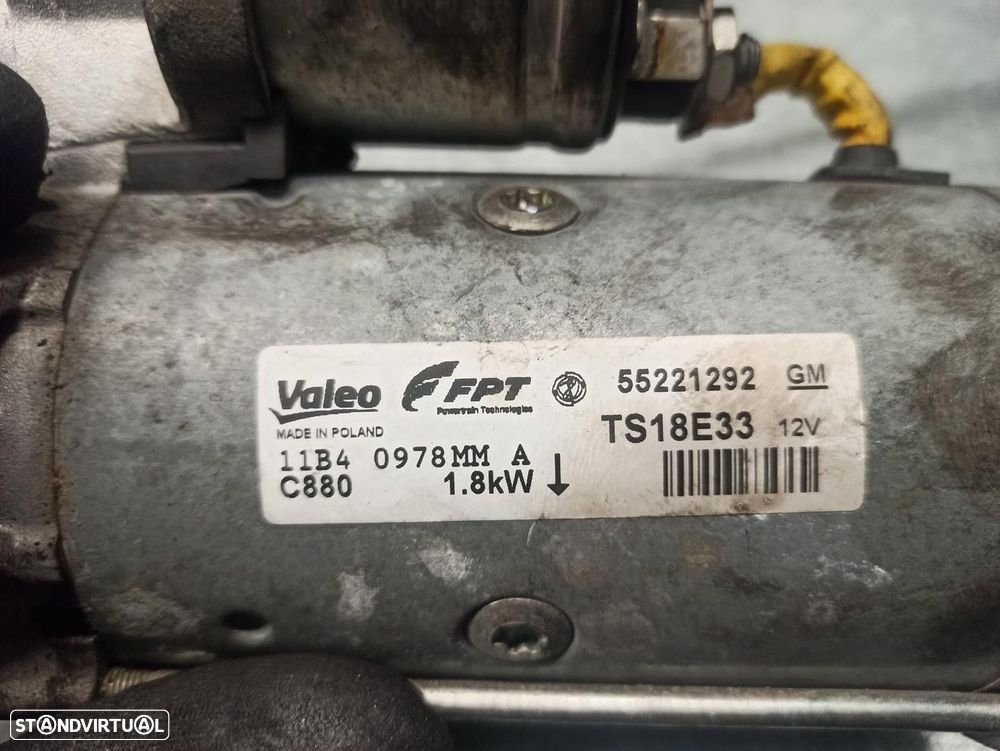 Valeo FPT 55221292 GM
Powertrain Technologies
MADE IN POLAND TS18E33 12V
11B4 0978MM A
C880 1.8kW
STANDVIRTUAL